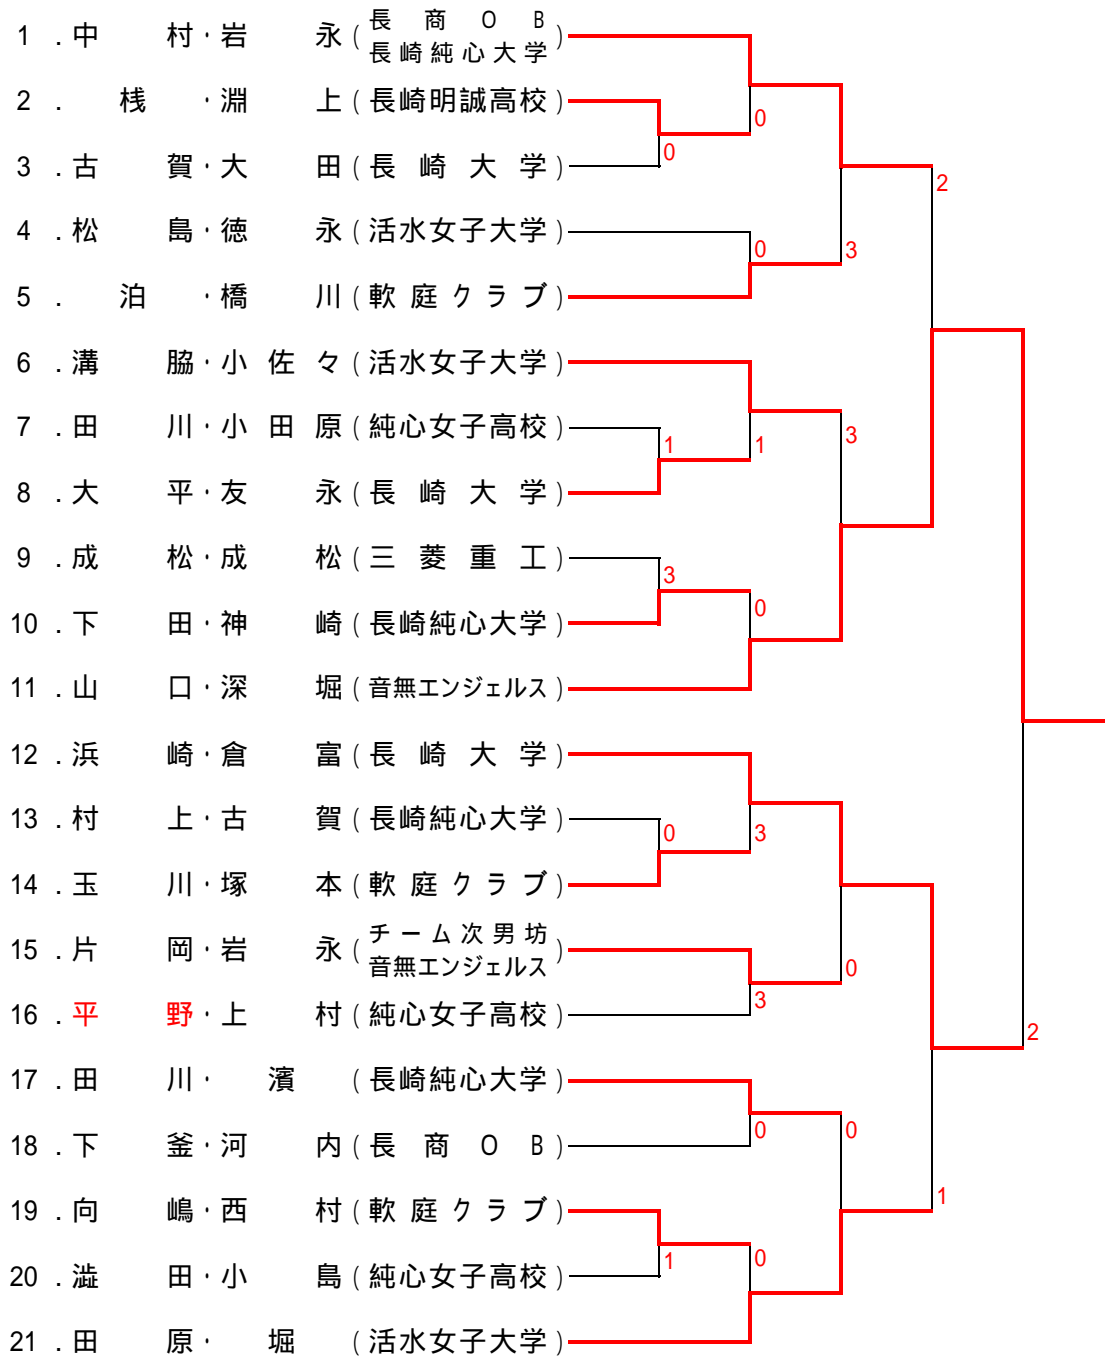 1 .中 村・岩 永(長 商 O B 長崎純心大学)
0
2 . 桟 ・淵 上(長崎明誠高校)
0
3 .古 賀・大 田(長 崎 大 学)
2
4 .松 島・徳 永(活水女子大学)
0
3
5 . 泊 ・橋 川(軟庭クラブ)
6 .溝 脇・小 佐 々(活水女子大学)
7 .田 川・小 田 原(純心女子高校)
1
1
3
8 .大 平・友 永(長 崎 大 学)
9 .成 松・成 松(三 菱 重 工)
3
0
10 .下 田・神 崎(長崎純心大学)
11 .山 口・深 堀(音無エンジェルス)
12 .浜 崎・倉 富(長 崎 大 学)
13 .村 上・古 賀(長崎純心大学)
0
3
14 .玉 川・塚 本(軟庭クラブ)
15 .片 岡・岩 永(チーム次男坊 音無エンジェルス)
0
3
16 .平 野・上 村(純心女子高校)
2
17 .田 川・ 濱 (長崎純心大学)
0
0
18 .下 釜・河 内(長 商 O B)
1
19 .向 嶋・西 村(軟庭クラブ)
1
0
20 .澁 田・小 島(純心女子高校)
21 .田 原・ 堀 (活水女子大学)